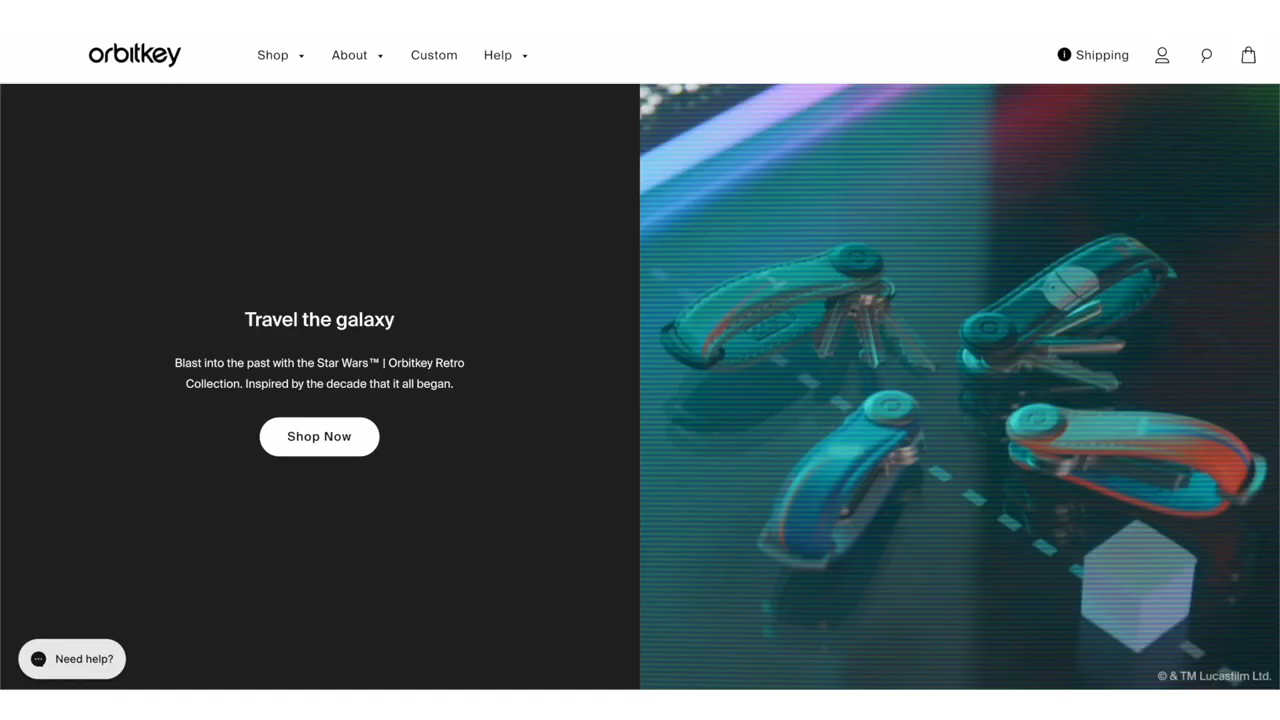 orbitkey
Shop
About
Custom
Help
Shipping
Travel the galaxy
Blast into the past with the Star Wars™ | Orbitkey Retro
Collection. Inspired by the decade that it all began.
Shop Now
Need help?
© & TM Lucasfilm Ltd.